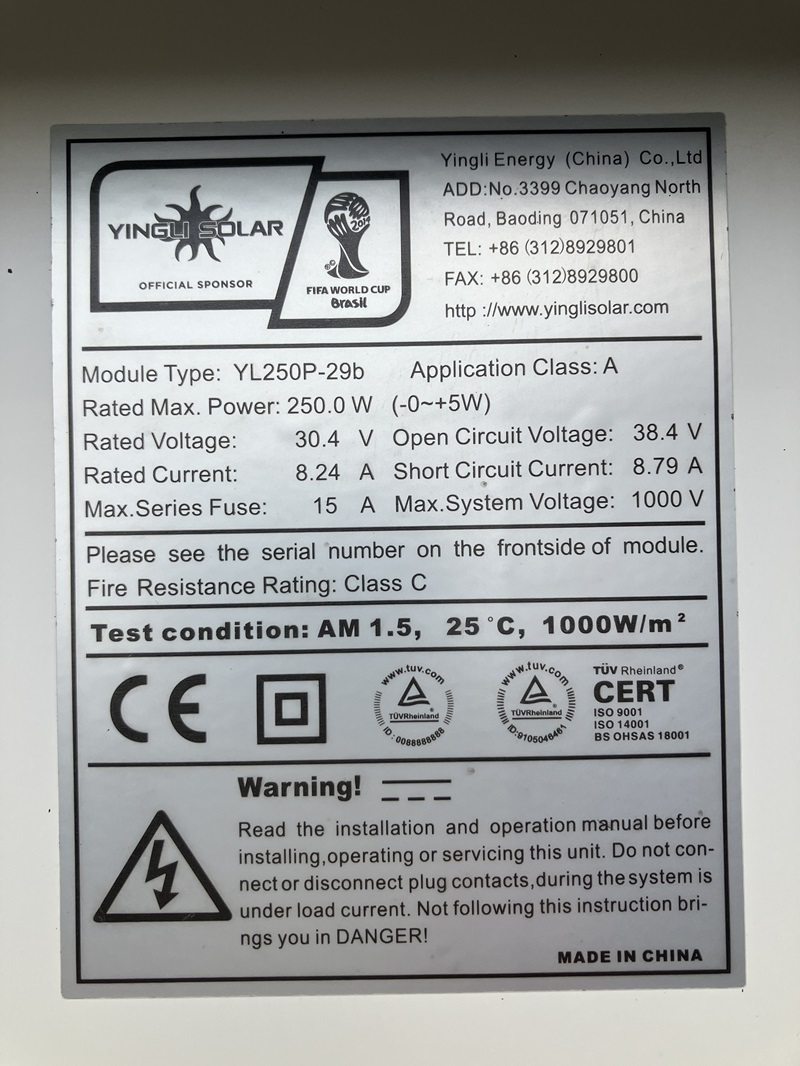 YINGLI SOLAR
OFFICIAL SPONSOR
2014
FIFA WORLD CUP
Brasil
Yingli Energy (China) Co.,Ltd
ADD:No.3399 Chaoyang North
Road, Baoding 071051, China
TEL: +86 (312)8929801
FAX: +86 (312)8929800
http ://www.yinglisolar.com
Module Type: YL250P-29b Application Class: A
Rated Max. Power: 250.0 W (-0~+5W)
Rated Voltage: 30.4 V Open Circuit Voltage: 38.4 V
Rated Current: 8.24 A Short Circuit Current: 8.79 A
Max.Series Fuse: 15 A Max.System Voltage: 1000 V
Please see the serial number on the frontside of module.
Fire Resistance Rating: Class C
Test condition: AM 1.5, 25 °C, 1000W/m²
CE
www.tuv.com
TÜVRheinland
ID: 0088888888
www.tuv.com
TÜVRheinland
ID:9105046461
TÜV Rheinland®
CERT
ISO 9001
ISO 14001
BS OHSAS 18001
Warning!
Read the installation and operation manual before
installing,operating or servicing this unit. Do not con-
nect or disconnect plug contacts,during the system is
under load current. Not following this instruction bri-
ngs you in DANGER!
MADE IN CHINA